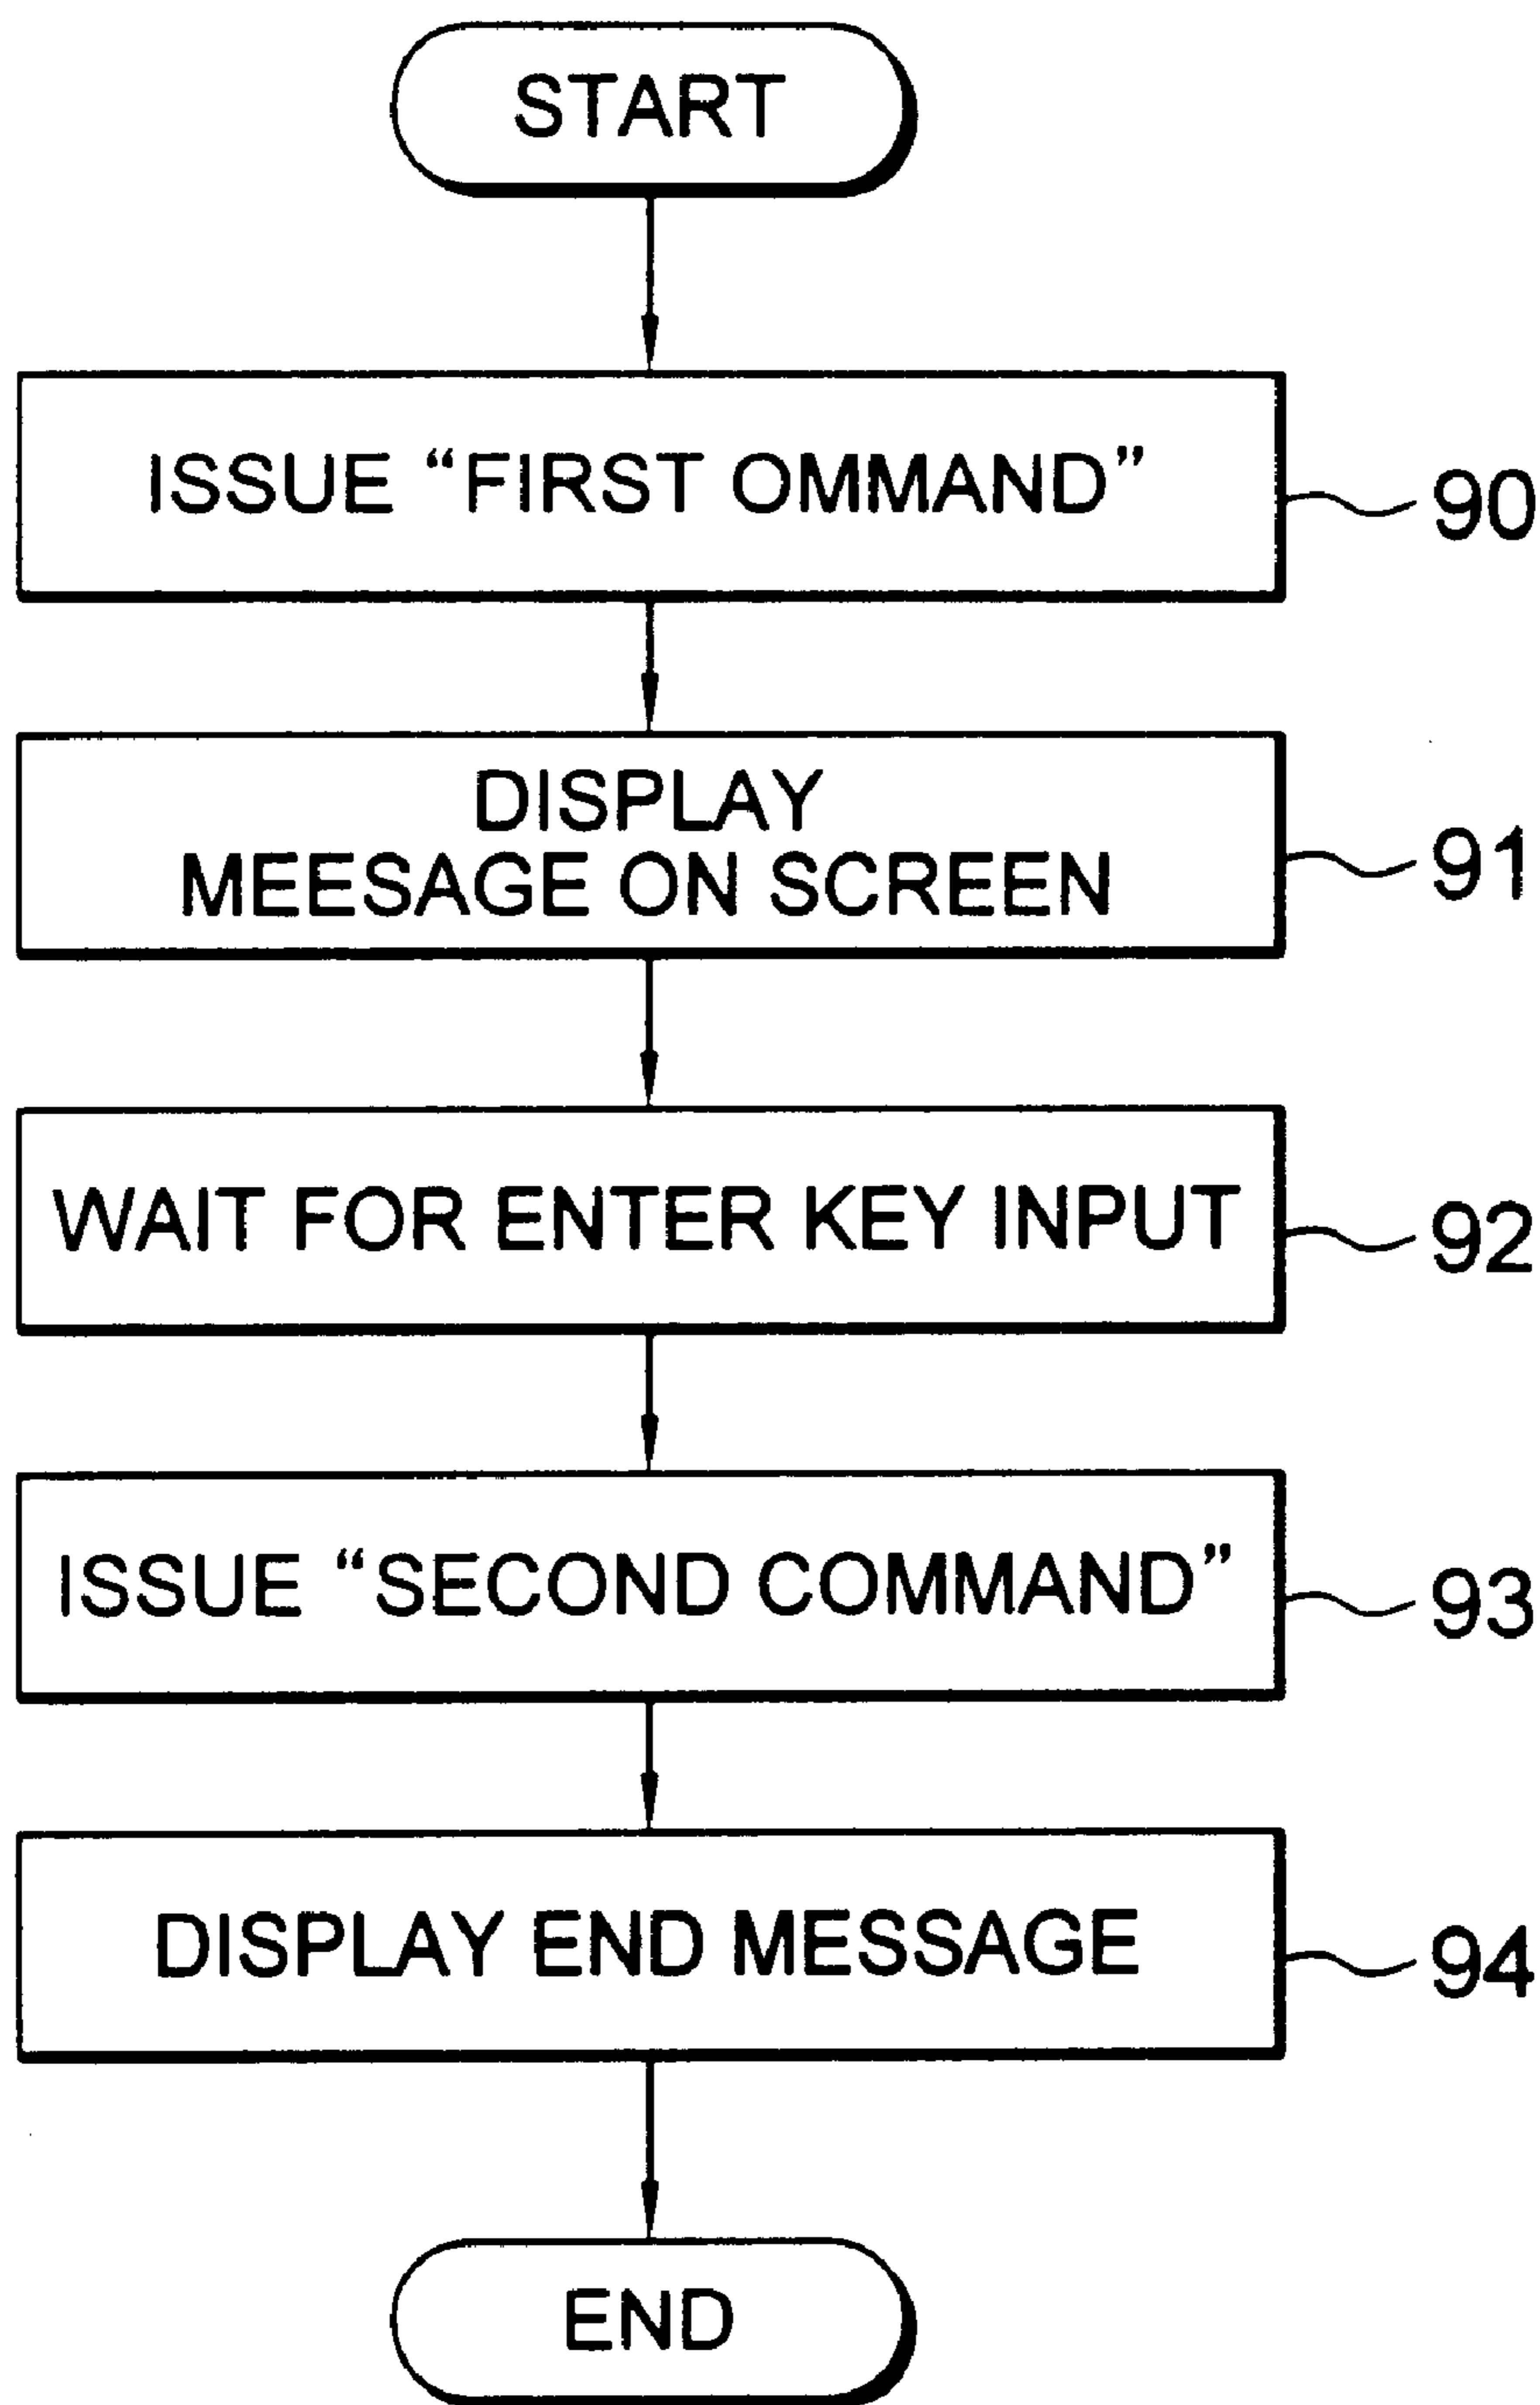 START
ISSUE “FIRST OMMAND”
90
DISPLAY
MEESAGE ON SCREEN
91
WAIT FOR ENTER KEY INPUT
92
ISSUE “SECOND COMMAND”
93
DISPLAY END MESSAGE
94
END